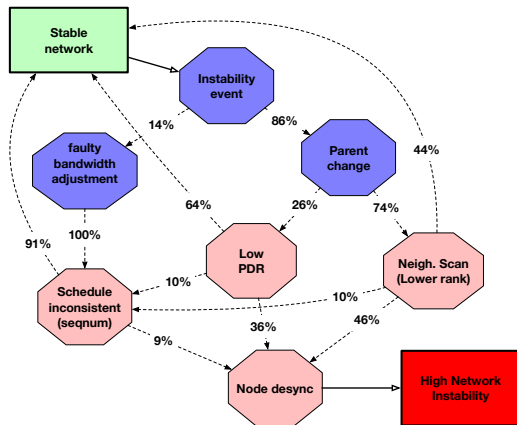 Stable
network
Instability
event
14%
86%
faulty
bandwidth
adjustment
Parent
change
44%
64%
26%
74%
91%
100%
Low
PDR
Neigh. Scan
(Lower rank)
10%
10%
Schedule
inconsistent
(seqnum)
36%
46%
9%
Node desync
High Network
Instability